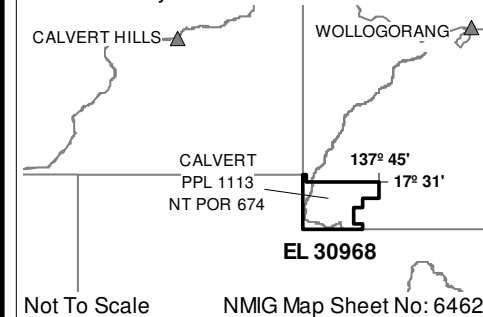 CALVERT HILLS
WOLLOGORANG
CALVERT
PPL 1113
NT POR 674
137º 45'
17º 31'
EL 30968
Not To Scale
NMIG Map Sheet No: 6462